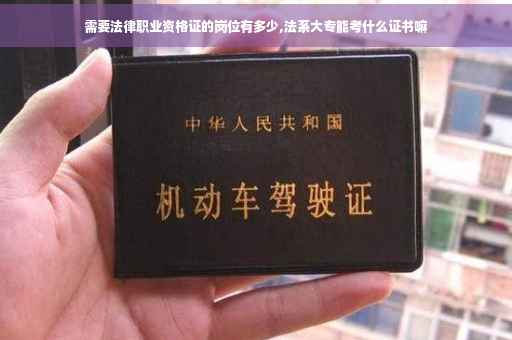 需要法律职业资格证的岗位有多少,法系大专能考什么证书嘛
中华人民共和国
机动车驾驶证